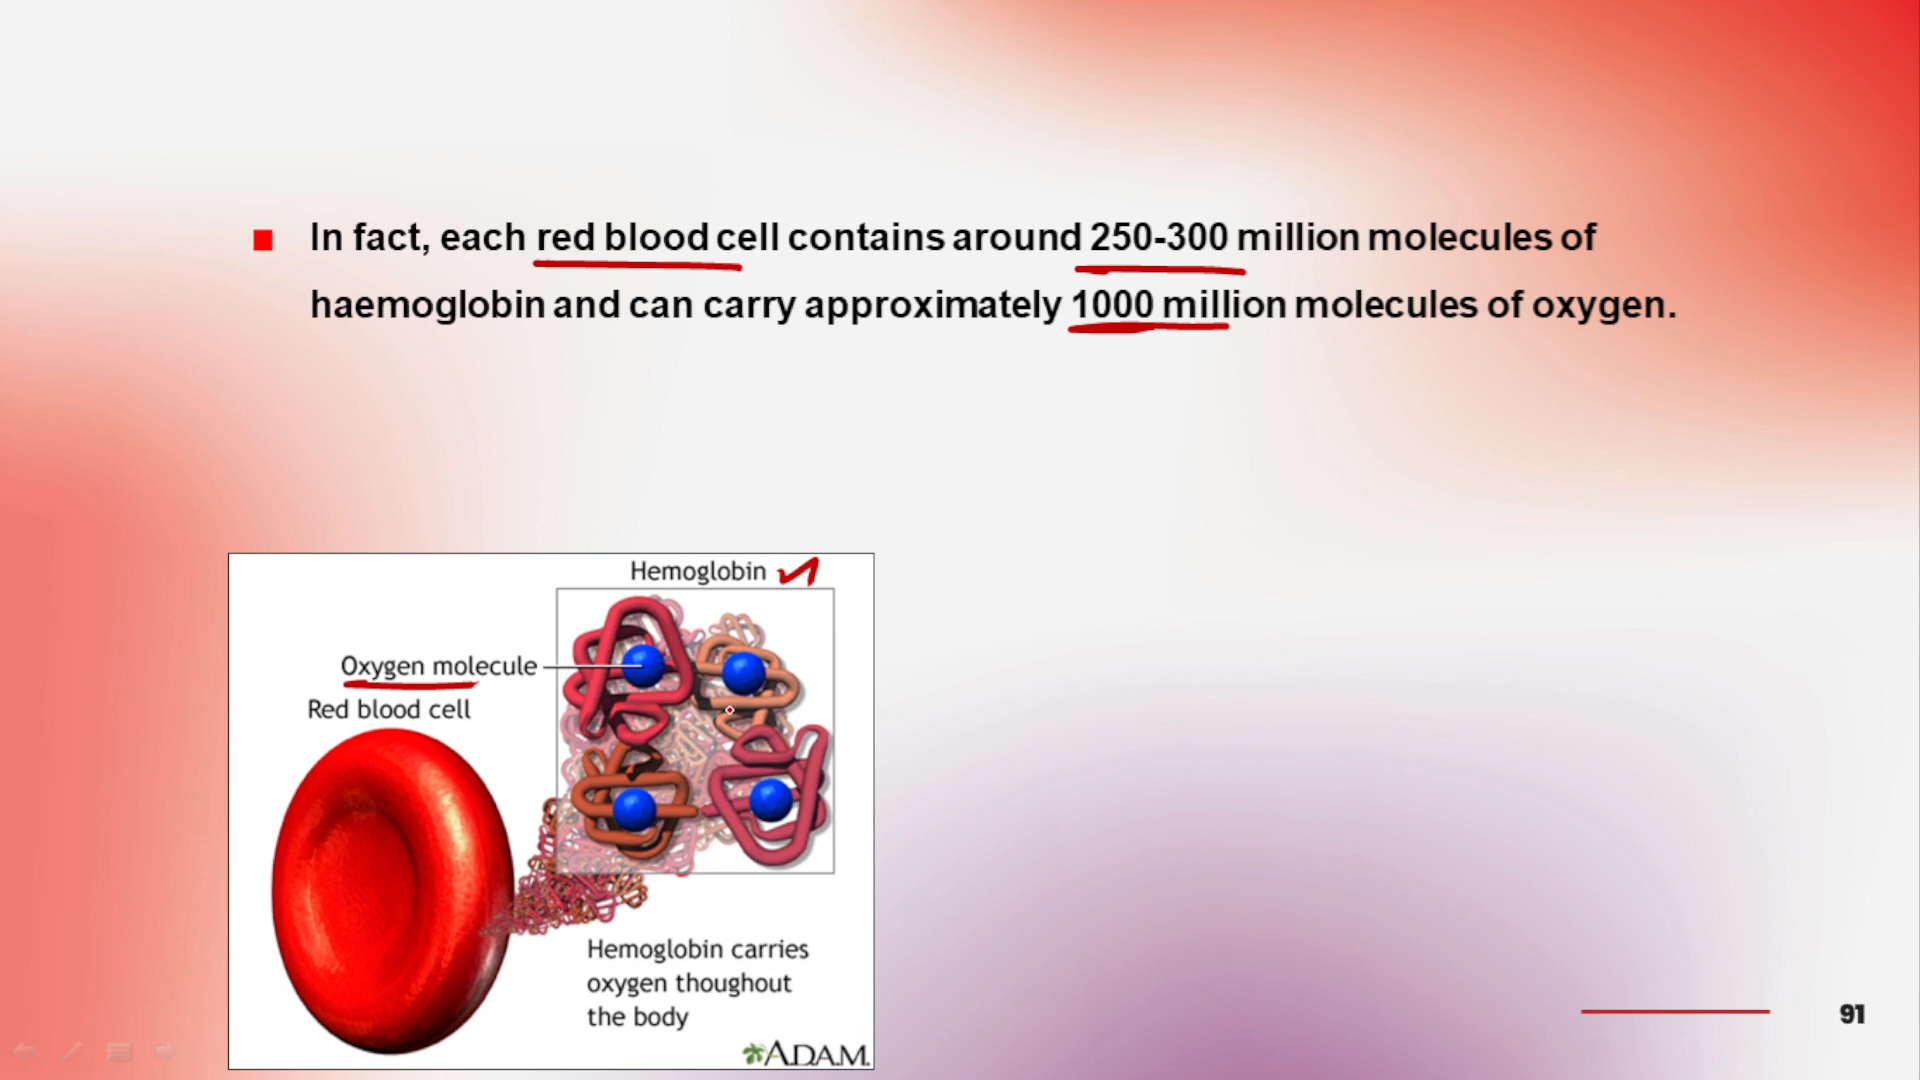 In fact, each red blood cell contains around 250-300 million molecules of
haemoglobin and can carry approximately 1000 million molecules of oxygen.
Hemoglobin
Oxygen molecule
Red blood cell
Hemoglobin carries
oxygen thoughout
the body
A.D.A.M.
91